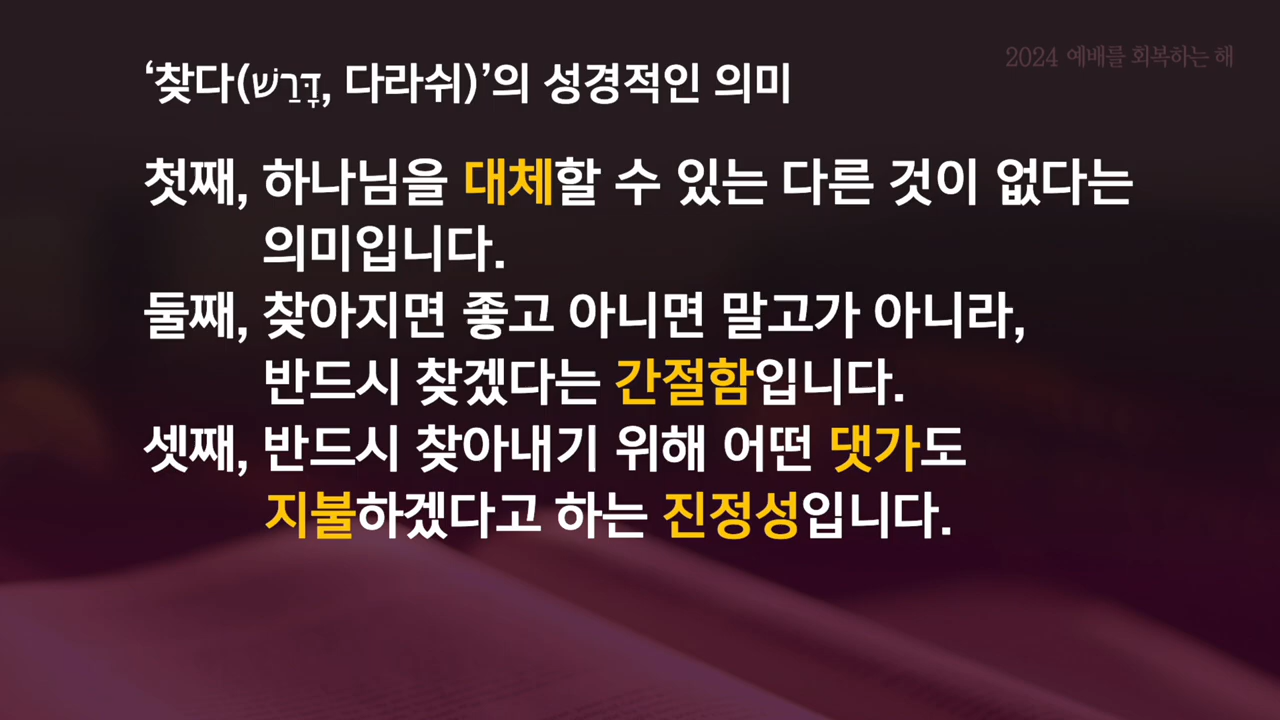 2024 예배를 회복하는 해
‘찾다(דָּרַשׁ, 다라쉬)’의 성경적인 의미
첫째, 하나님을 대체할 수 있는 다른 것이 없다는
의미입니다.
둘째, 찾아지면 좋고 아니면 말고가 아니라,
반드시 찾겠다는 간절함입니다.
셋째, 반드시 찾아내기 위해 어떤 댓가도
지불하겠다고 하는 진정성입니다.